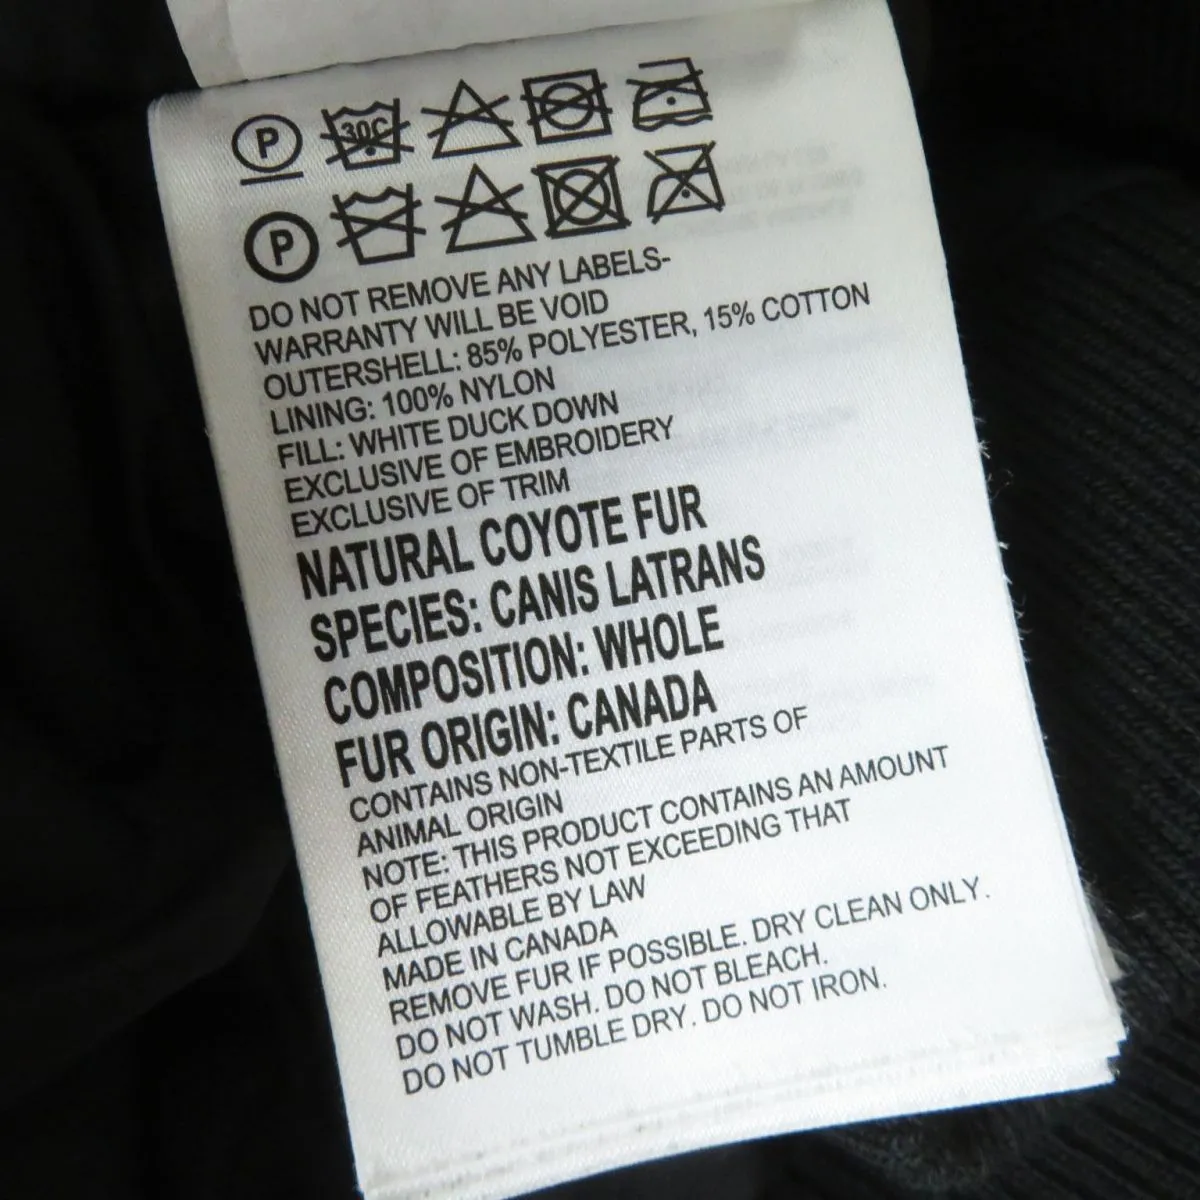 P 30C
P
DO NOT REMOVE ANY LABELS-
WARRANTY WILL BE VOID
OUTERSHELL: 85% POLYESTER, 15% COTTON
LINING: 100% NYLON
FILL: WHITE DUCK DOWN
EXCLUSIVE OF EMBROIDERY
EXCLUSIVE OF TRIM
NATURAL COYOTE FUR
SPECIES: CANIS LATRANS
COMPOSITION: WHOLE
FUR ORIGIN: CANADA
CONTAINS NON-TEXTILE PARTS OF
ANIMAL ORIGIN
NOTE: THIS PRODUCT CONTAINS AN AMOUNT
OF FEATHERS NOT EXCEEDING THAT
ALLOWABLE BY LAW
MADE IN CANADA
REMOVE FUR IF POSSIBLE. DRY CLEAN ONLY.
DO NOT WASH. DO NOT BLEACH.
DO NOT TUMBLE DRY. DO NOT IRON.